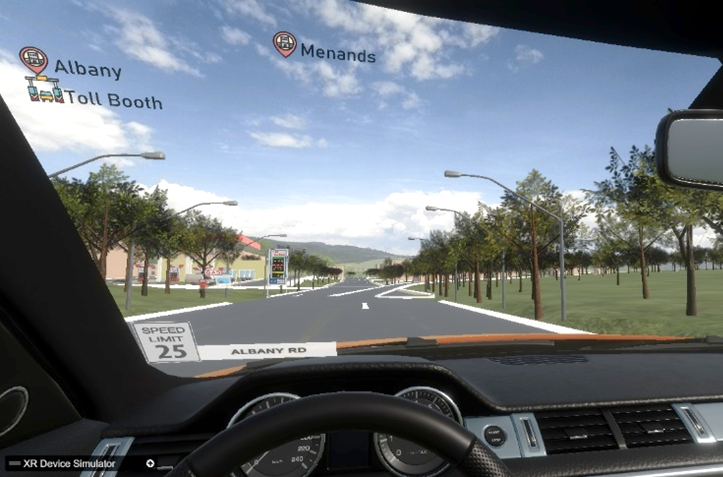 Albany
Toll Booth
Menands
SPEED
LIMIT
25
ALBANY RD
XR Device Simulator